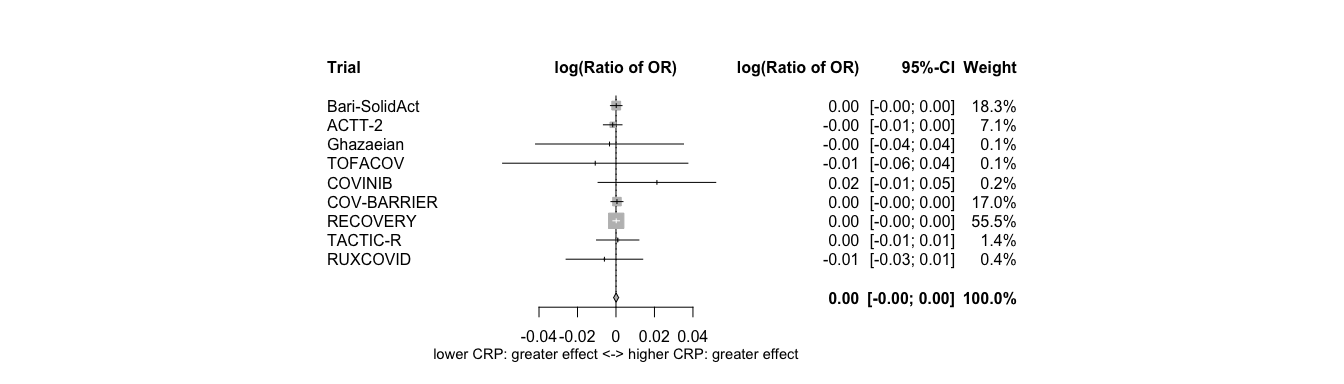 Trial log(Ratio of OR) log(Ratio of OR) 95%-CI Weight
Bari-SolidAct 0.00 [-0.00; 0.00] 18.3%
ACTT-2 -0.00 [-0.01; 0.00] 7.1%
Ghazaeian -0.00 [-0.04; 0.04] 0.1%
TOFACOV -0.01 [-0.06; 0.04] 0.1%
COVINIB 0.02 [-0.01; 0.05] 0.2%
COV-BARRIER 0.00 [-0.00; 0.00] 17.0%
RECOVERY 0.00 [-0.00; 0.00] 55.5%
TACTIC-R 0.00 [-0.01; 0.01] 1.4%
RUXCOVID -0.01 [-0.03; 0.01] 0.4%
0.00 [-0.00; 0.00] 100.0%
-0.04 -0.02 0 0.02 0.04
lower CRP: greater effect <-> higher CRP: greater effect